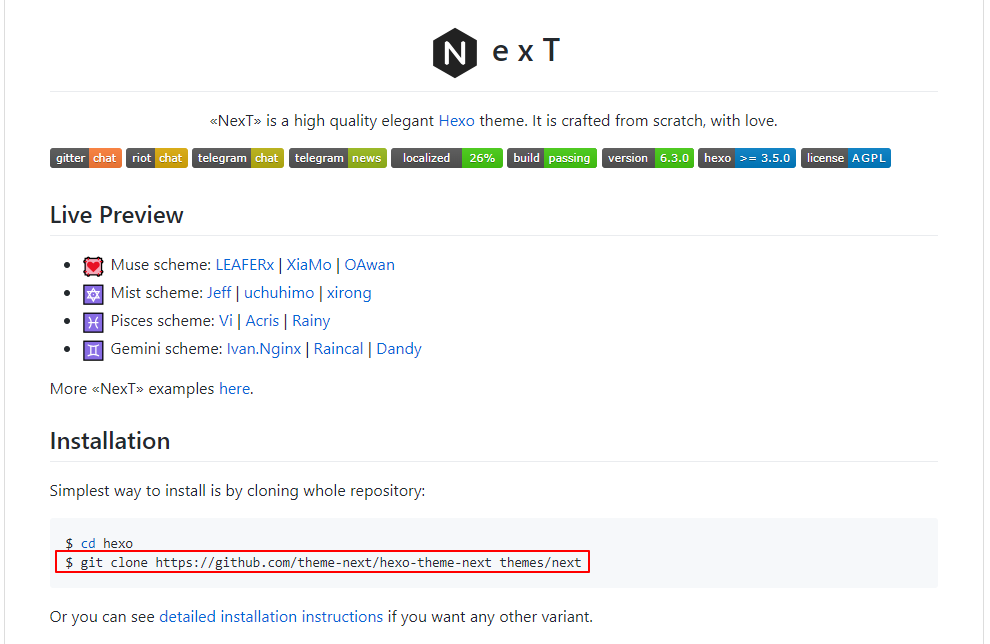 N e x T
«NexT» is a high quality elegant Hexo theme. It is crafted from scratch, with love.
gitter chat riot chat telegram chat telegram news localized 26% build passing version 6.3.0 hexo >= 3.5.0 license AGPL
Live Preview
Muse scheme: LEAFERx | XiaMo | OAwan
Mist scheme: Jeff | uchuhimo | xirong
Pisces scheme: Vi | Acris | Rainy
Gemini scheme: Ivan.Nginx | Raincal | Dandy
More «NexT» examples here.
Installation
Simplest way to install is by cloning whole repository:
$ cd hexo
$ git clone https://github.com/theme-next/hexo-theme-next themes/next
Or you can see detailed installation instructions if you want any other variant.